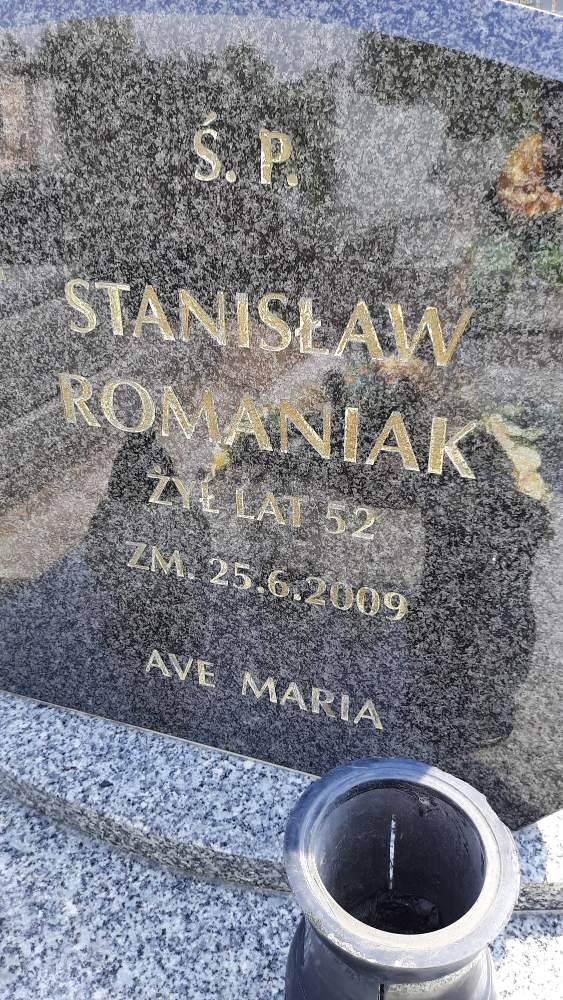 Ś. P.
STANISŁAW
ROMANIAK
ŻYŁ LAT 52
ZM. 25.6.2009
AVE MARIA